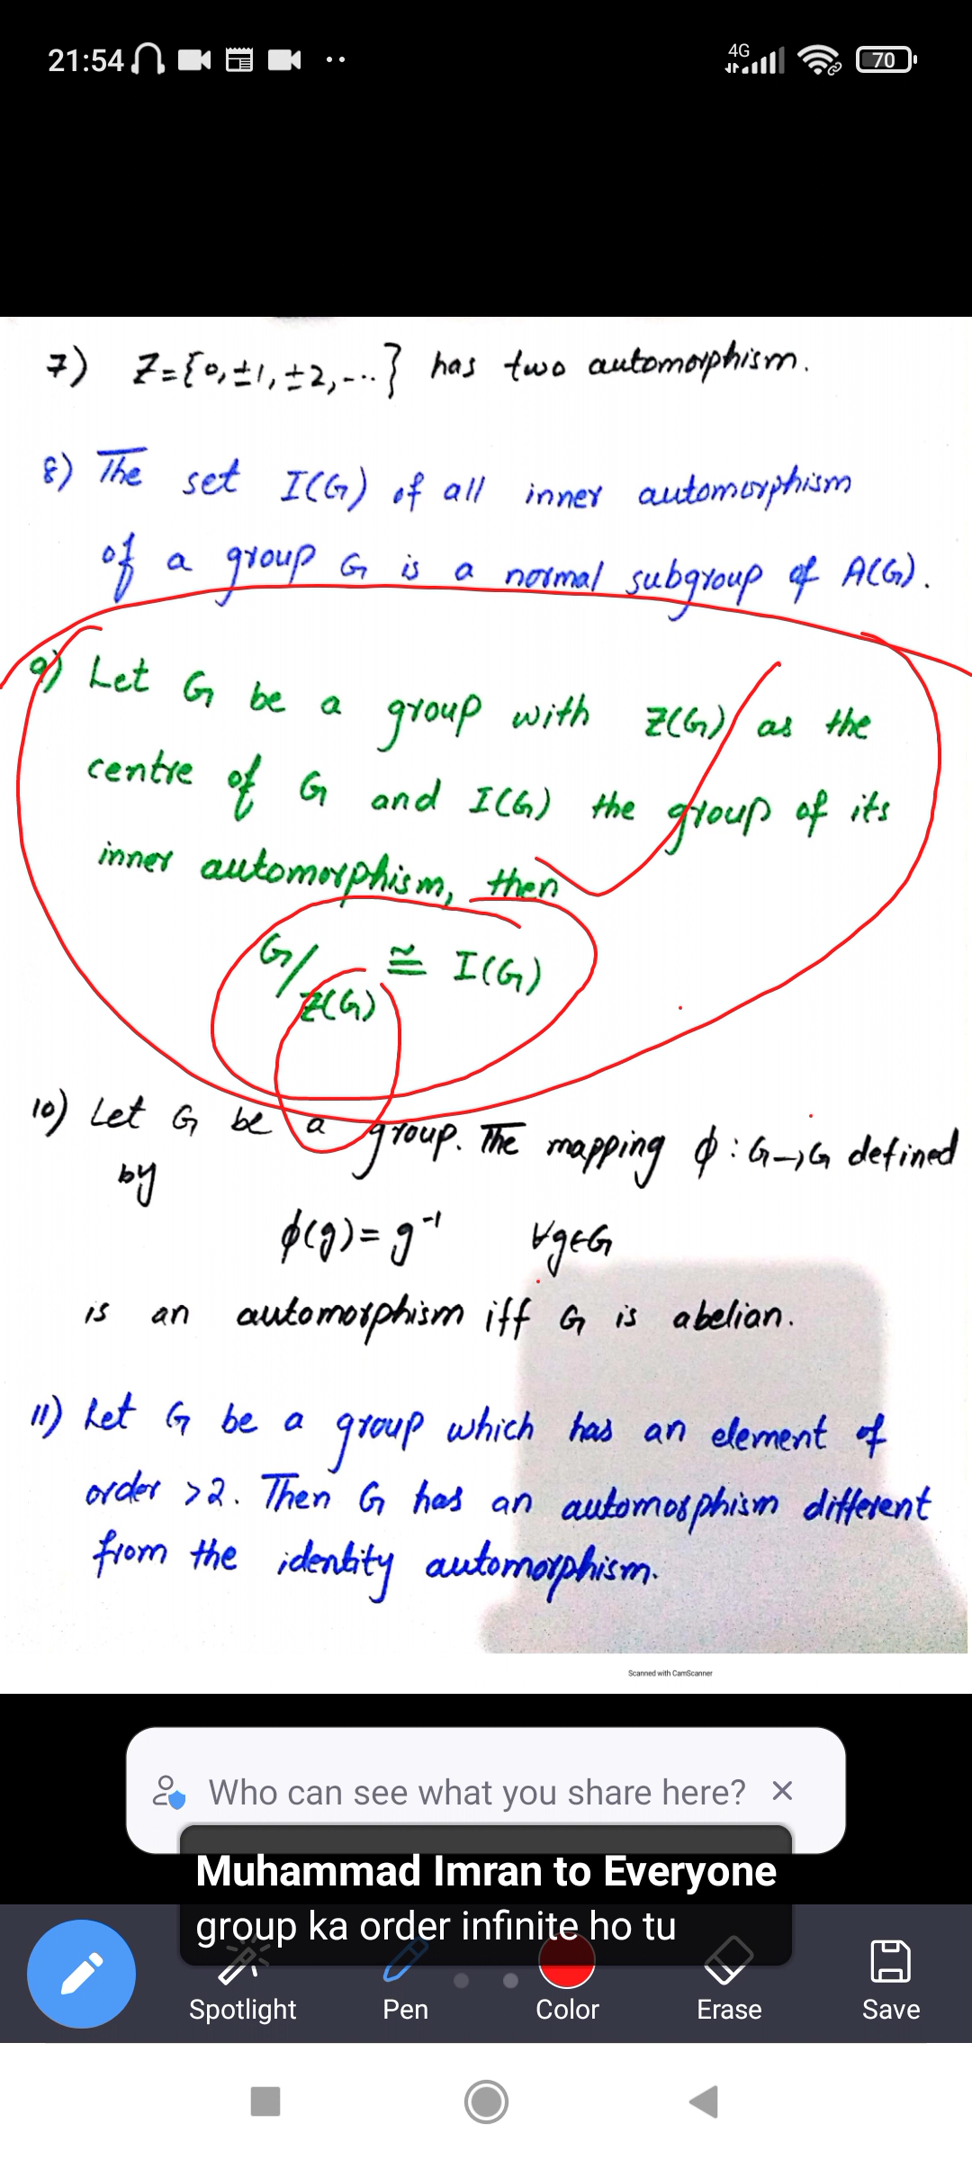 21:54
4G
70
7) Z={0,±1,±2,-..} has two automorphism.
8) The set I(G) of all inner automorphism
of a group G is a normal subgroup of A(G).
9) Let G be a group with Z(G) as the
centre of G and I(G) the group of its
inner automorphism, then
G/Z(G) ≅ I(G)
10) Let G be a group. The mapping ϕ:G→G defined
by
ϕ(g)=g⁻¹ ∀g∈G
is an automorphism iff G is abelian.
11) Let G be a group which has an element of
order >2. Then G has an automorphism different
from the identity automorphism.
Scanned with CamScanner
Who can see what you share here? ×
Muhammad Imran to Everyone
group ka order infinite ho tu
Spotlight Pen Color Erase Save